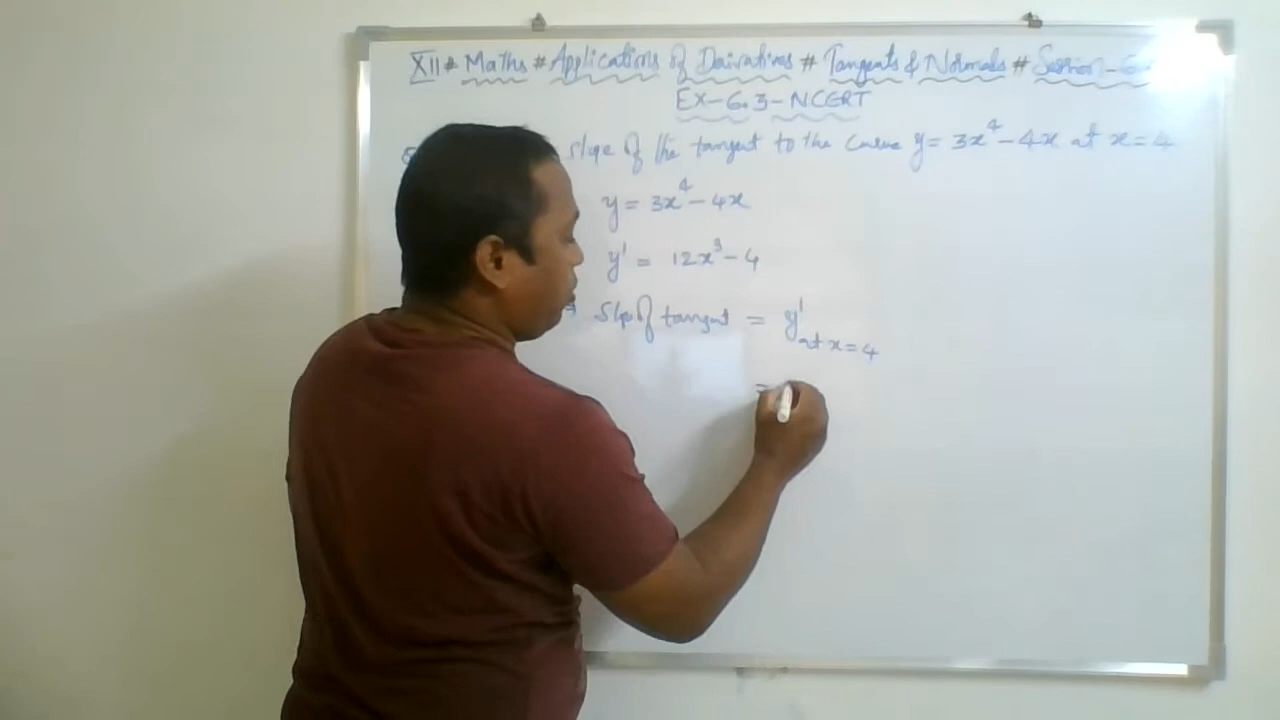 XII # Maths # Applications of Derivatives # Tangents & Normals # Session-6
EX-6.3-NCERT
slope of the tangent to the curve y = 3x⁴ - 4x at x = 4
y = 3x⁴ - 4x
y' = 12x³ - 4
Slope of tangent = y' at x = 4
=